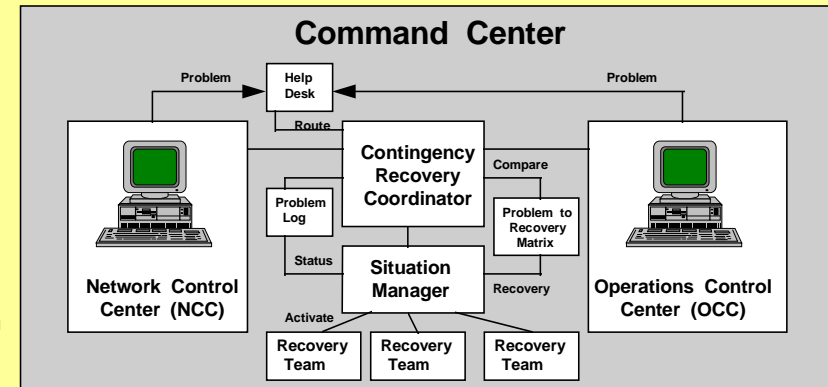 Command Center
Problem
Help
Desk
Problem
Route
Contingency
Recovery
Coordinator
Compare
Problem
Log
Problem to
Recovery
Matrix
Network Control
Center (NCC)
Status
Situation
Manager
Recovery
Operations Control
Center (OCC)
Activate
Recovery
Team
Recovery
Team
Recovery
Team